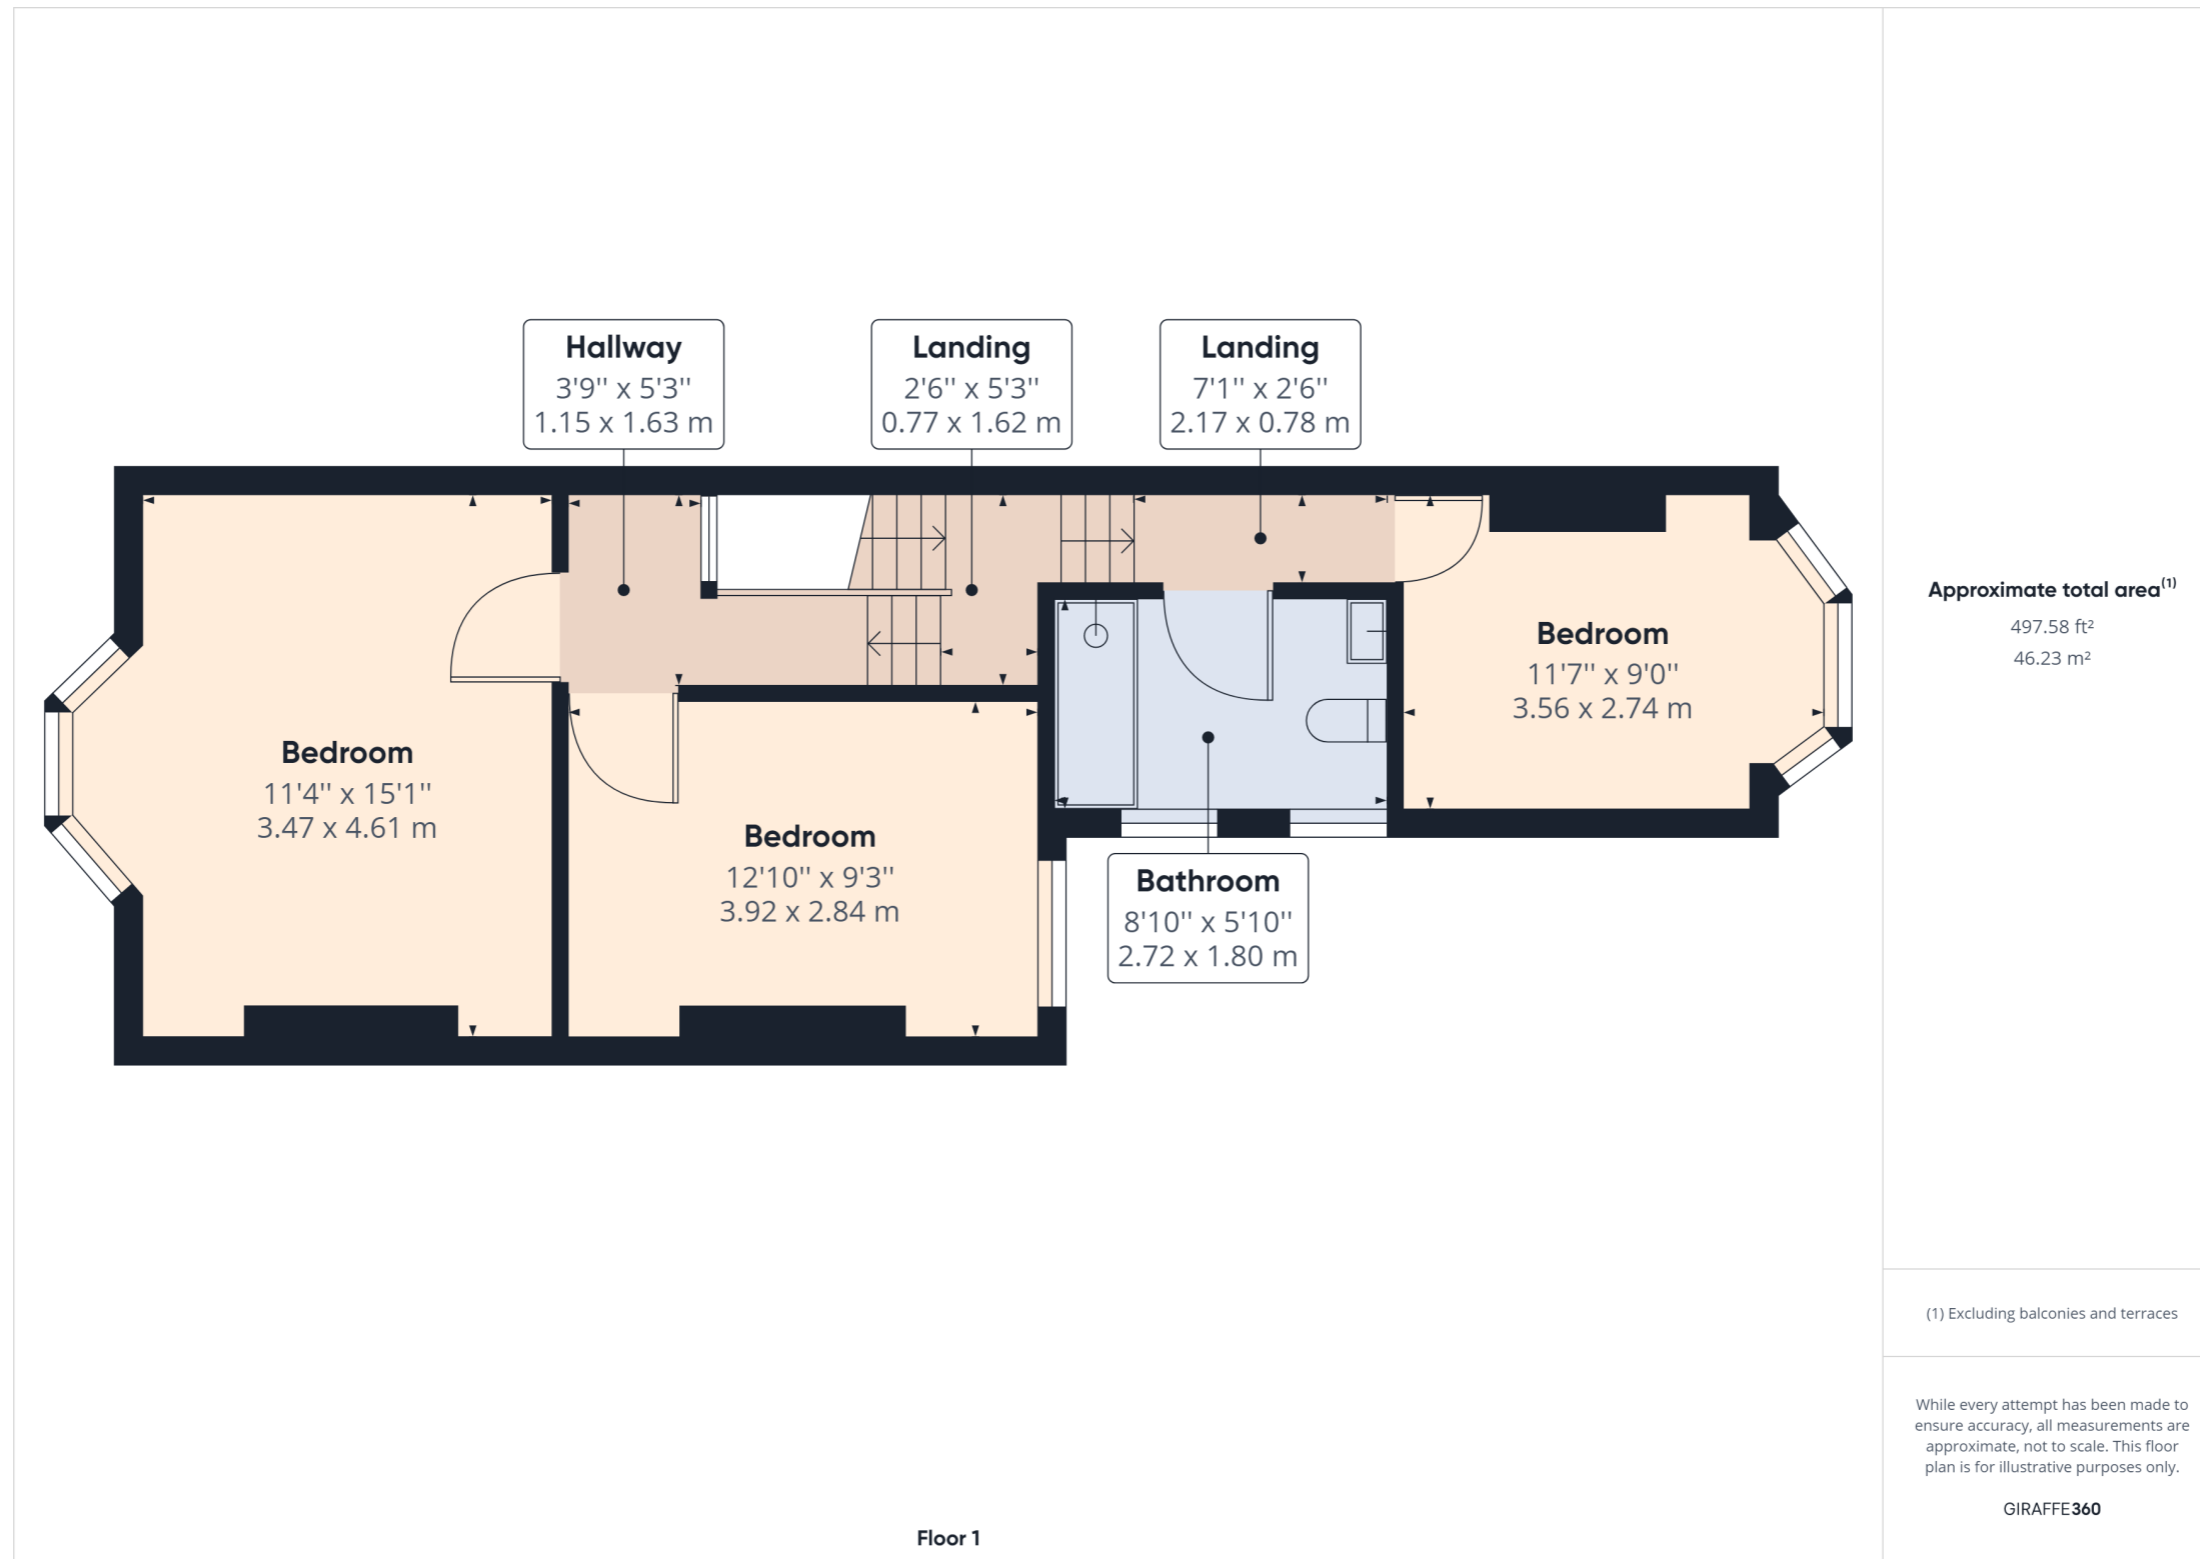 Hallway
3'9'' x 5'3''
1.15 x 1.63 m
Landing
2'6'' x 5'3''
0.77 x 1.62 m
Landing
7'1'' x 2'6''
2.17 x 0.78 m
Bedroom
11'4'' x 15'1''
3.47 x 4.61 m
Bedroom
12'10'' x 9'3''
3.92 x 2.84 m
Bathroom
8'10'' x 5'10''
2.72 x 1.80 m
Bedroom
11'7'' x 9'0''
3.56 x 2.74 m
Floor 1
Approximate total area(1)
497.58 ft²
46.23 m²
(1) Excluding balconies and terraces
While every attempt has been made to
ensure accuracy, all measurements are
approximate, not to scale. This floor
plan is for illustrative purposes only.
GIRAFFE360